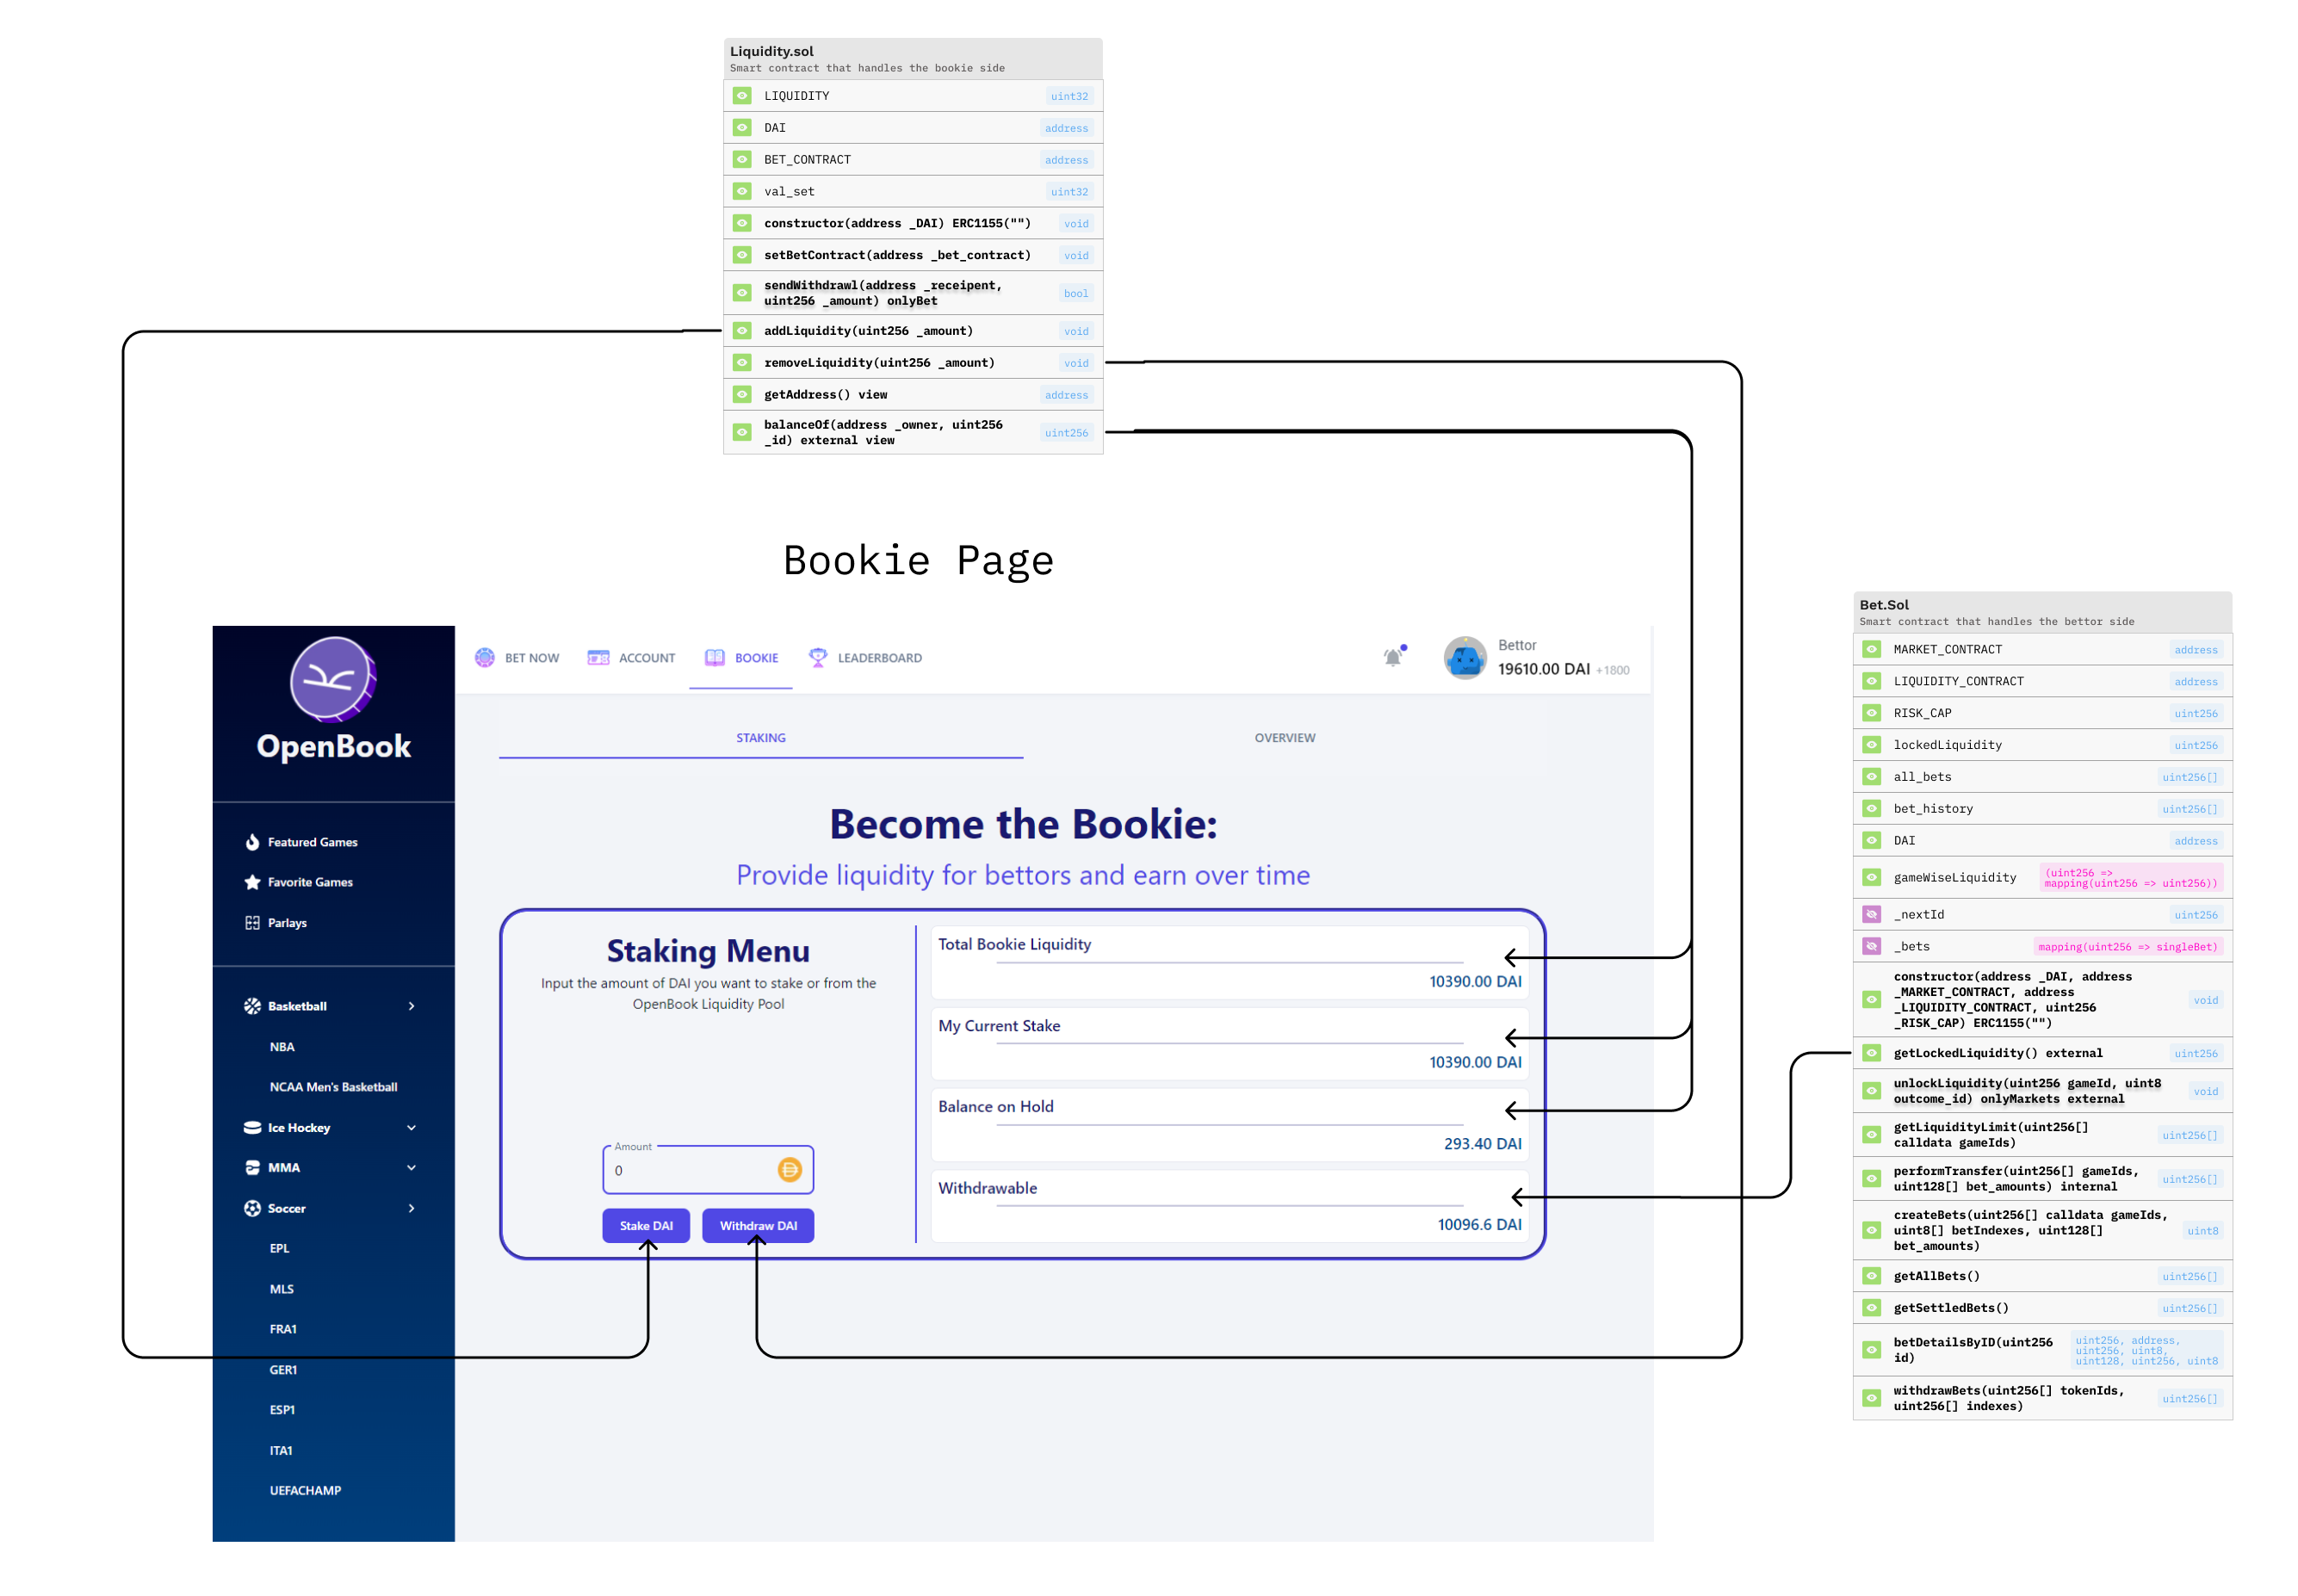 Liquidity.sol
Smart contract that handles the bookie side
LIQUIDITY uint32
DAI address
BET_CONTRACT address
val_set uint32
constructor(address _DAI) ERC1155("") void
setBetContract(address _bet_contract) void
sendWithdrawl(address _receipent,
uint256 _amount) onlyBet bool
addLiquidity(uint256 _amount) void
removeLiquidity(uint256 _amount) void
getAddress() view address
balanceOf(address _owner, uint256
_id) external view uint256
Bookie Page
OpenBook
Featured Games
Favorite Games
Parlays
Basketball
NBA
NCAA Men's Basketball
Ice Hockey
MMA
Soccer
EPL
MLS
FRA1
GER1
ESP1
ITA1
UEFACHAMP
BET NOW ACCOUNT BOOKIE LEADERBOARD
Bettor
19610.00 DAI +1800
STAKING OVERVIEW
Become the Bookie:
Provide liquidity for bettors and earn over time
Staking Menu
Input the amount of DAI you want to stake or from the
OpenBook Liquidity Pool
Amount
0
Stake DAI Withdraw DAI
Total Bookie Liquidity
10390.00 DAI
My Current Stake
10390.00 DAI
Balance on Hold
293.40 DAI
Withdrawable
10096.6 DAI
Bet.Sol
Smart contract that handles the bettor side
MARKET_CONTRACT address
LIQUIDITY_CONTRACT address
RISK_CAP uint256
lockedLiquidity uint256
all_bets uint256[]
bet_history uint256[]
DAI address
gameWiseLiquidity (uint256 =>
mapping(uint256 => uint256))
_nextId uint256
_bets mapping(uint256 => singleBet)
constructor(address _DAI, address
_MARKET_CONTRACT, address
_LIQUIDITY_CONTRACT, uint256
_RISK_CAP) ERC1155("") void
getLockedLiquidity() external uint256
unlockLiquidity(uint256 gameId, uint8
outcome_id) onlyMarkets external void
getLiquidityLimit(uint256[]
calldata gameIds) uint256[]
performTransfer(uint256[] gameIds,
uint128[] bet_amounts) internal uint256[]
createBets(uint256[] calldata gameIds,
uint8[] betIndexes, uint128[]
bet_amounts) uint8
getAllBets() uint256[]
getSettledBets() uint256[]
betDetailsByID(uint256
id)
uint256, address,
uint256, uint8,
uint128, uint256, uint8
withdrawBets(uint256[] tokenIds,
uint256[] indexes) uint256[]